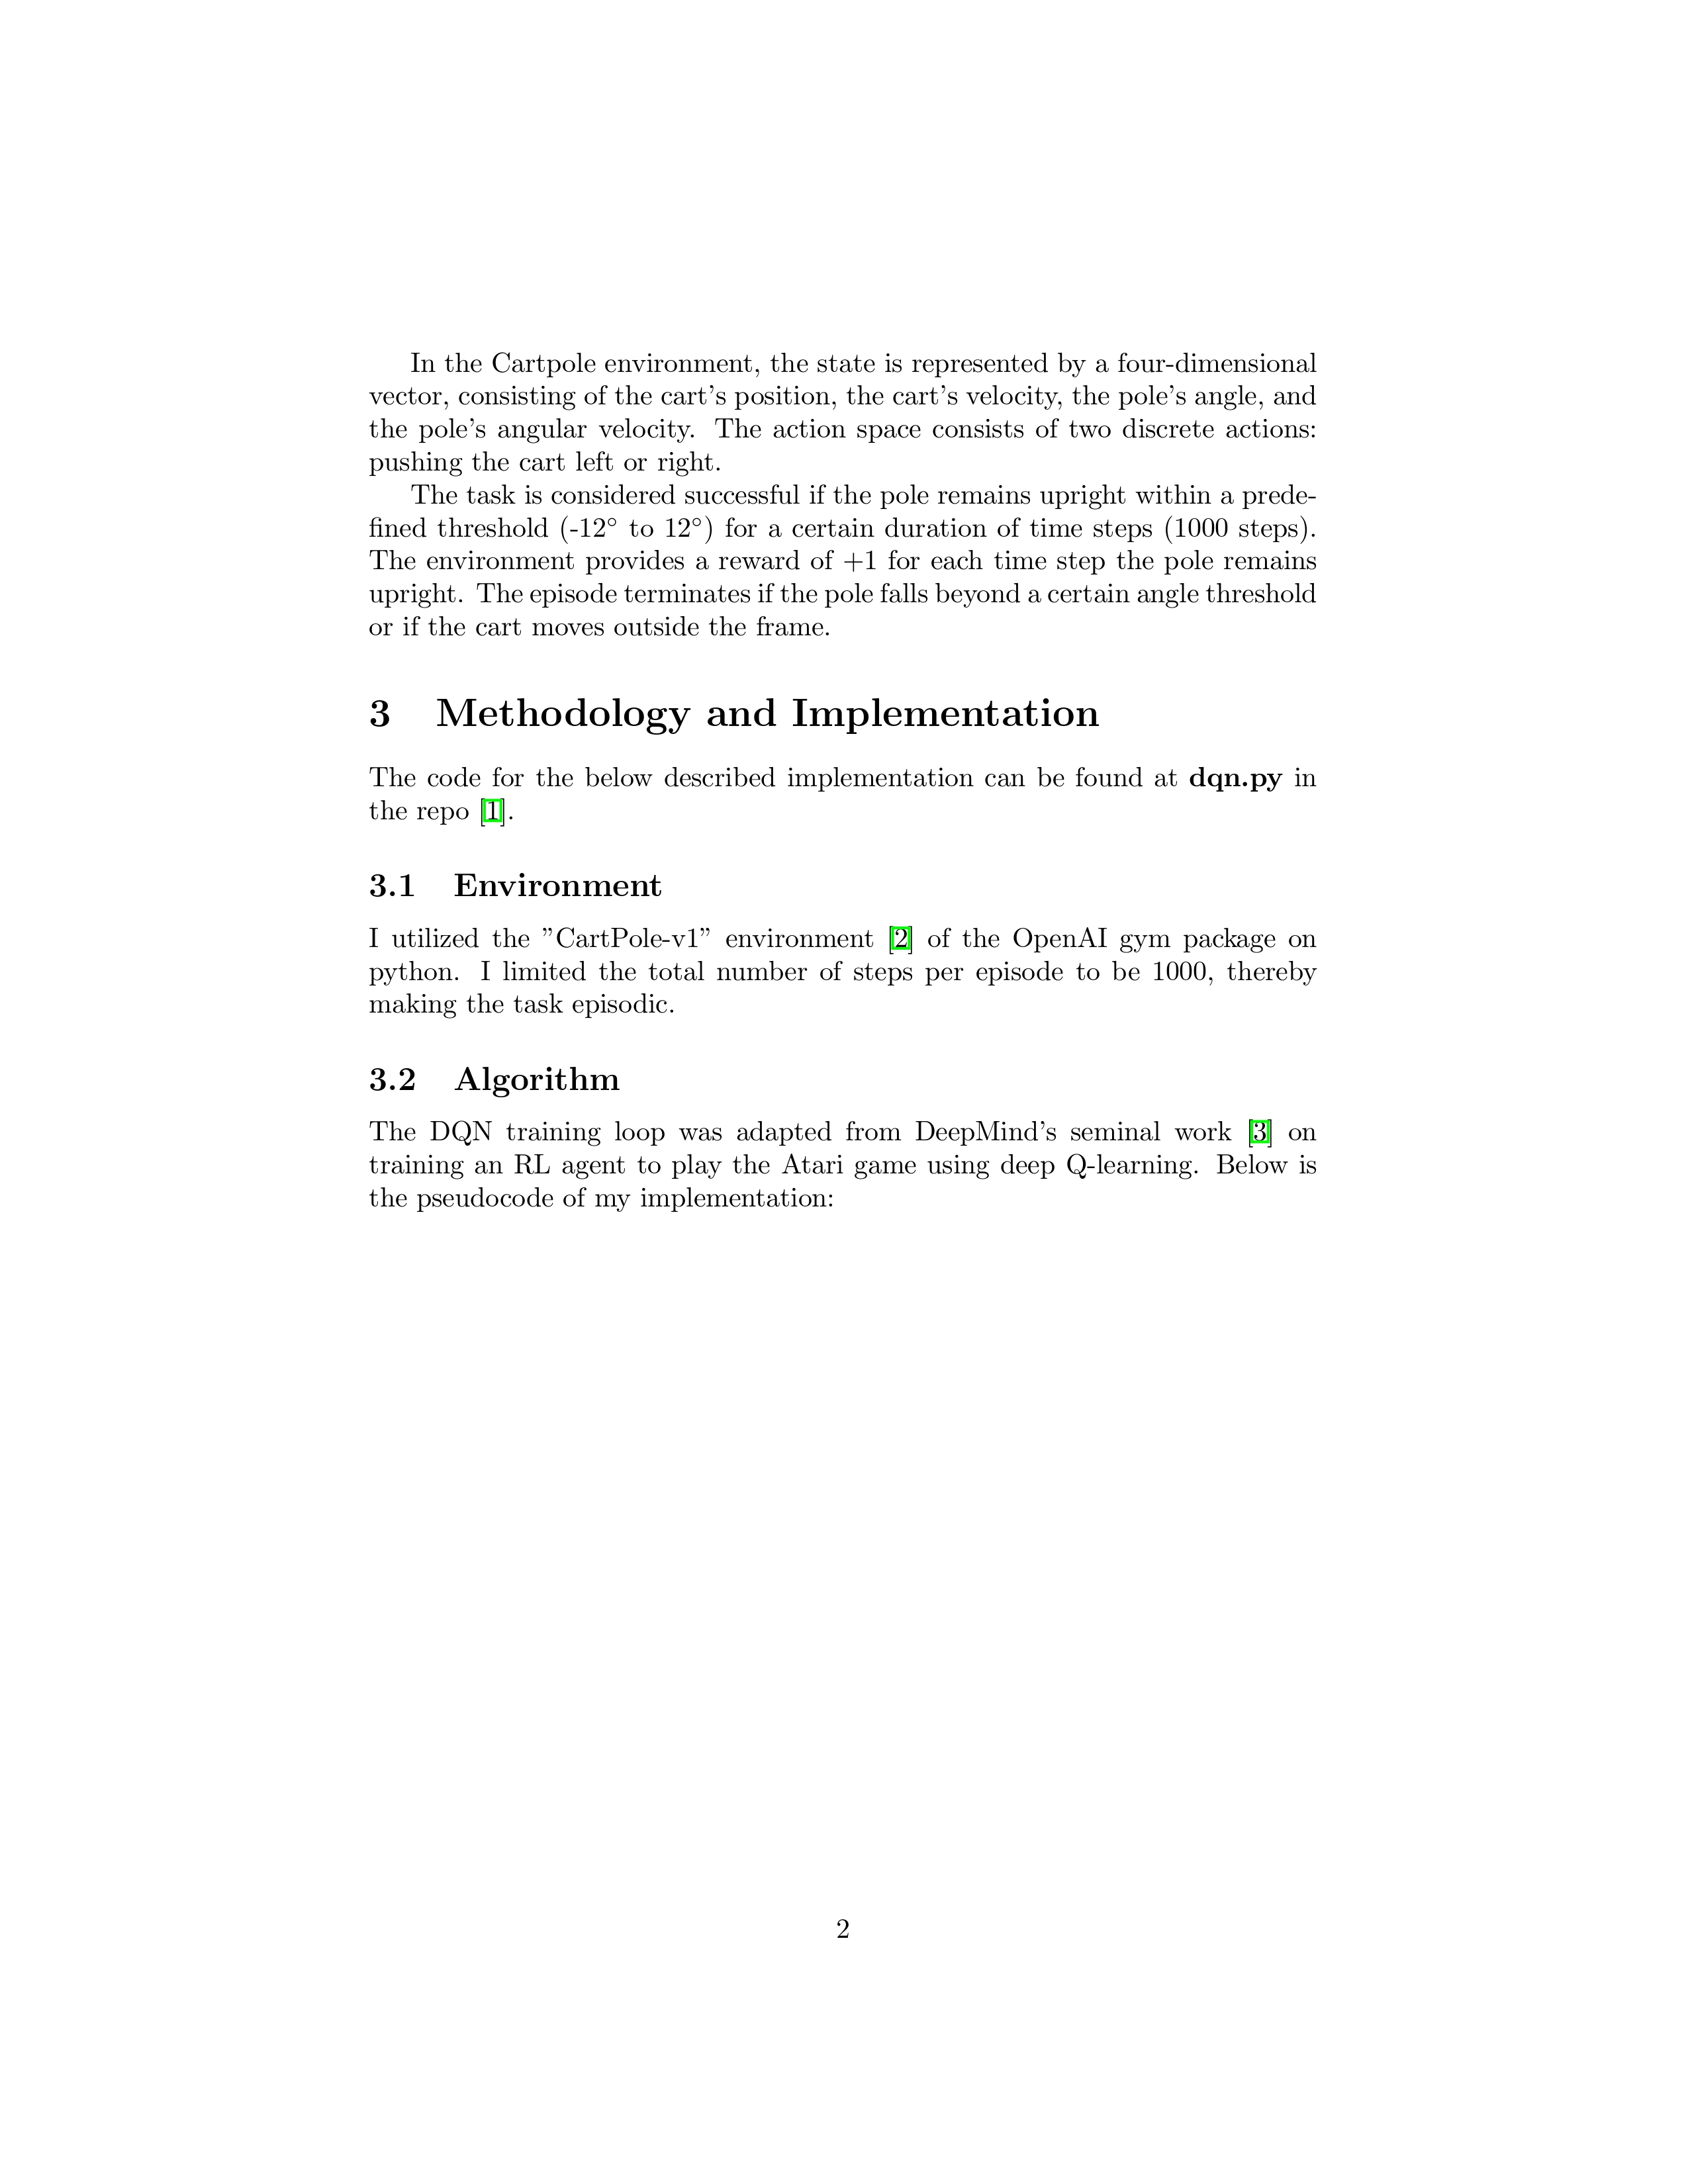 In the Cartpole environment, the state is represented by a four-dimensional
vector, consisting of the cart's position, the cart's velocity, the pole's angle, and
the pole's angular velocity. The action space consists of two discrete actions:
pushing the cart left or right.
The task is considered successful if the pole remains upright within a prede-
fined threshold (-12° to 12°) for a certain duration of time steps (1000 steps).
The environment provides a reward of +1 for each time step the pole remains
upright. The episode terminates if the pole falls beyond a certain angle threshold
or if the cart moves outside the frame.
3 Methodology and Implementation
The code for the below described implementation can be found at dqn.py in
the repo [1].
3.1 Environment
I utilized the ”CartPole-v1” environment [2] of the OpenAI gym package on
python. I limited the total number of steps per episode to be 1000, thereby
making the task episodic.
3.2 Algorithm
The DQN training loop was adapted from DeepMind's seminal work [3] on
training an RL agent to play the Atari game using deep Q-learning. Below is
the pseudocode of my implementation:
2